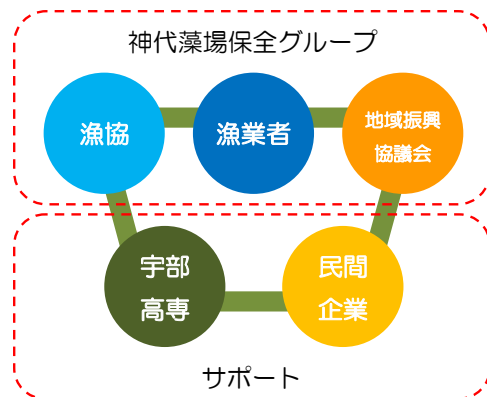 神代藻場保全グループ
漁協
漁業者
地域振興
協議会
宇部
高専
民間
企業
サポート